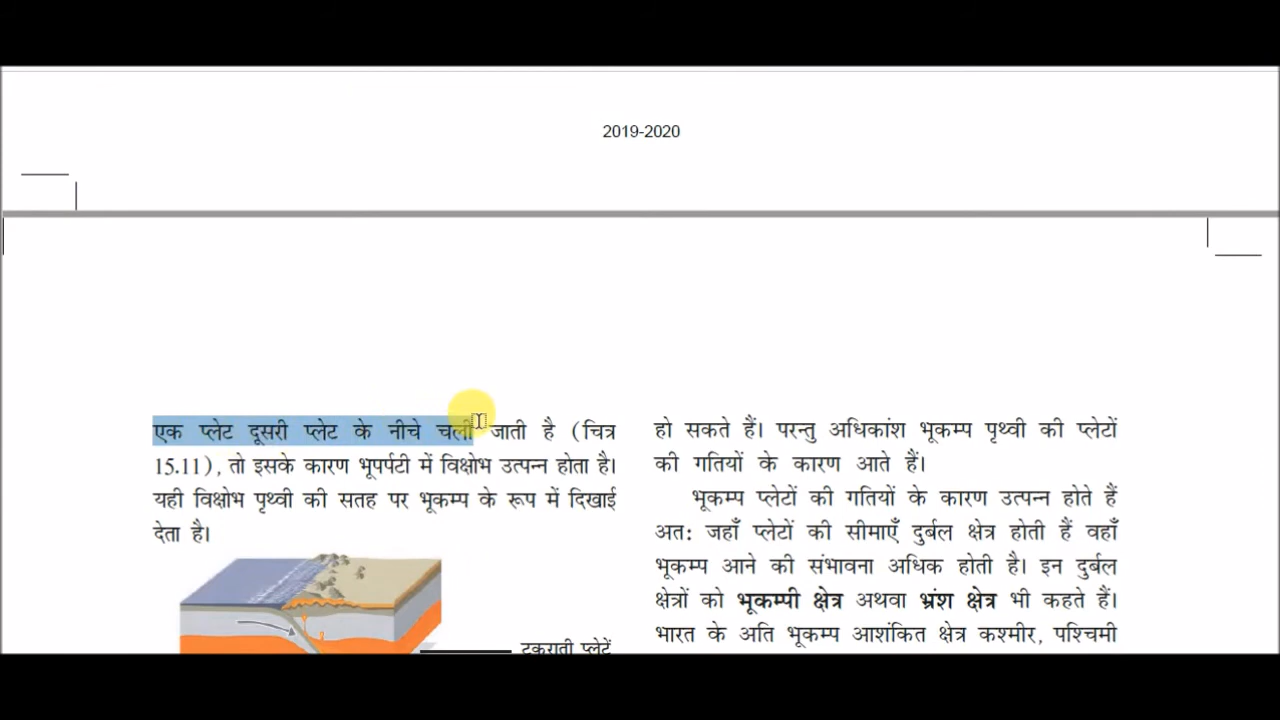 2019-2020
एक प्लेट दूसरी प्लेट के नीचे चली जाती है (चित्र
15.11), तो इसके कारण भूपर्पटी में विक्षोभ उत्पन्न होता है।
यही विक्षोभ पृथ्वी की सतह पर भूकम्प के रूप में दिखाई
देता है।
टकराती प्लेटें
हो सकते हैं। परन्तु अधिकांश भूकम्प पृथ्वी की प्लेटों
की गतियों के कारण आते हैं।
भूकम्प प्लेटों की गतियों के कारण उत्पन्न होते हैं
अत: जहाँ प्लेटों की सीमाएँ दुर्बल क्षेत्र होती हैं वहाँ
भूकम्प आने की संभावना अधिक होती है। इन दुर्बल
क्षेत्रों को भूकम्पी क्षेत्र अथवा भ्रंश क्षेत्र भी कहते हैं।
भारत के अति भूकम्प आशंकित क्षेत्र कश्मीर, पश्चिमी